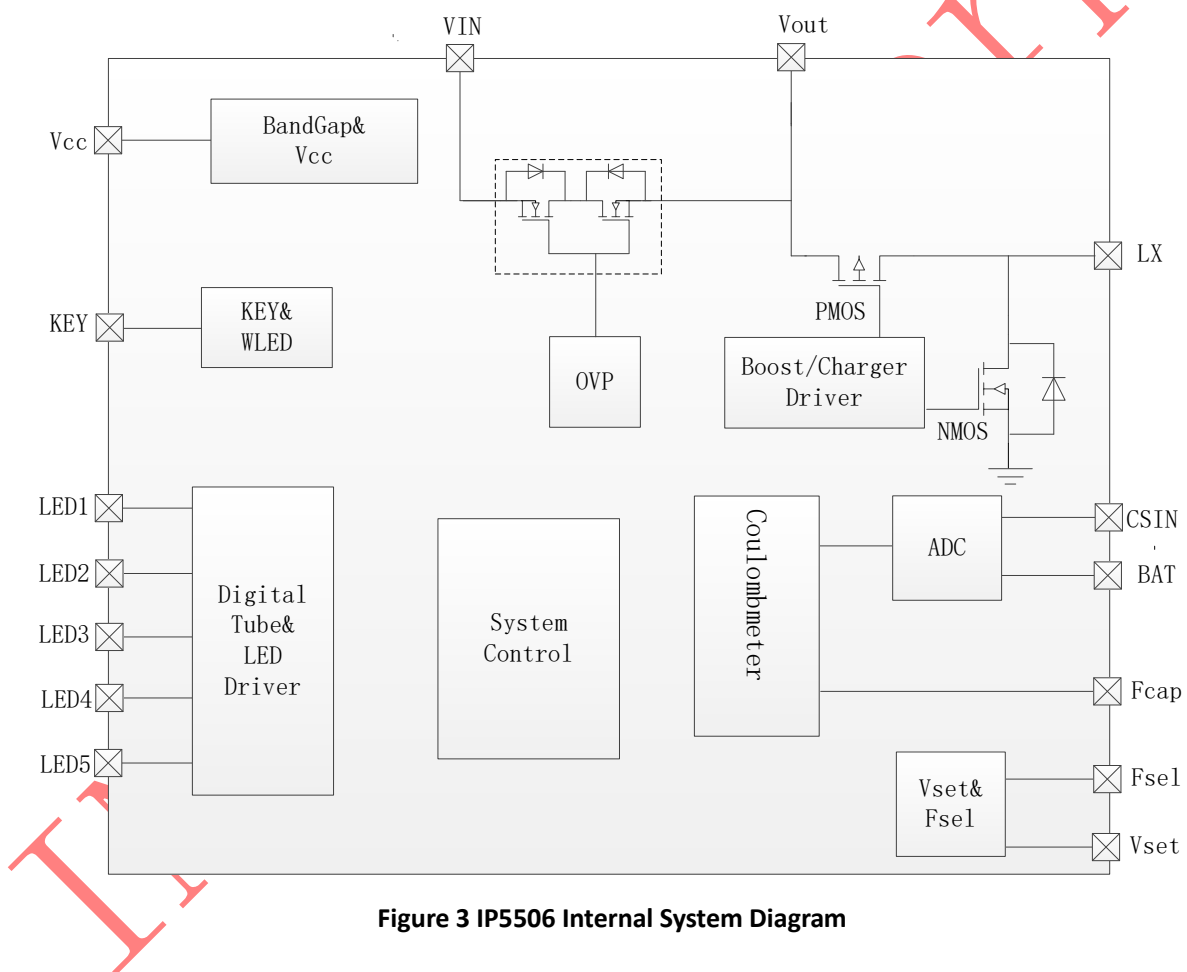 VIN
Vout
Vcc
BandGap&
Vcc
LX
KEY
KEY&
WLED
PMOS
OVP
Boost/Charger
Driver
NMOS
LED1
LED2
LED3
LED4
LED5
Digital
Tube&
LED
Driver
System
Control
Coulombmeter
ADC
CSIN
BAT
Fcap
Vset&
Fsel
Fsel
Vset
Figure 3 IP5506 Internal System Diagram